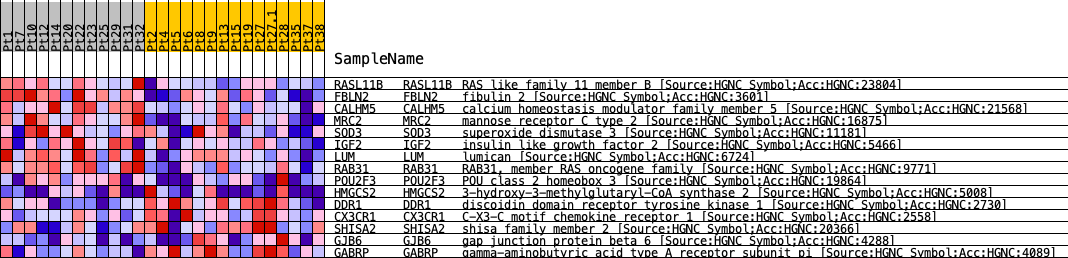 Pt1 Pt7 Pt10 Pt12 Pt14 Pt20 Pt22 Pt23 Pt25 Pt29 Pt31 Pt32 Pt2 Pt4 Pt5 Pt6 Pt8 Pt9 Pt13 Pt15 Pt19 Pt27 Pt27.1 Pt28 Pt35 Pt37 Pt38
SampleName
RASL11B RASL11B RAS like family 11 member B [Source:HGNC Symbol;Acc:HGNC:23804]
FBLN2 FBLN2 fibulin 2 [Source:HGNC Symbol;Acc:HGNC:3601]
CALHM5 CALHM5 calcium homeostasis modulator family member 5 [Source:HGNC Symbol;Acc:HGNC:21568]
MRC2 MRC2 mannose receptor C type 2 [Source:HGNC Symbol;Acc:HGNC:16875]
SOD3 SOD3 superoxide dismutase 3 [Source:HGNC Symbol;Acc:HGNC:11181]
IGF2 IGF2 insulin like growth factor 2 [Source:HGNC Symbol;Acc:HGNC:5466]
LUM LUM lumican [Source:HGNC Symbol;Acc:HGNC:6724]
RAB31 RAB31 RAB31, member RAS oncogene family [Source:HGNC Symbol;Acc:HGNC:9771]
POU2F3 POU2F3 POU class 2 homeobox 3 [Source:HGNC Symbol;Acc:HGNC:19864]
HMGCS2 HMGCS2 3-hydroxy-3-methylglutaryl-CoA synthase 2 [Source:HGNC Symbol;Acc:HGNC:5008]
DDR1 DDR1 discoidin domain receptor tyrosine kinase 1 [Source:HGNC Symbol;Acc:HGNC:2730]
CX3CR1 CX3CR1 C-X3-C motif chemokine receptor 1 [Source:HGNC Symbol;Acc:HGNC:2558]
SHISA2 SHISA2 shisa family member 2 [Source:HGNC Symbol;Acc:HGNC:20366]
GJB6 GJB6 gap junction protein beta 6 [Source:HGNC Symbol;Acc:HGNC:4288]
GABRP GABRP gamma-aminobutyric acid type A receptor subunit pi [Source:HGNC Symbol;Acc:HGNC:4089]